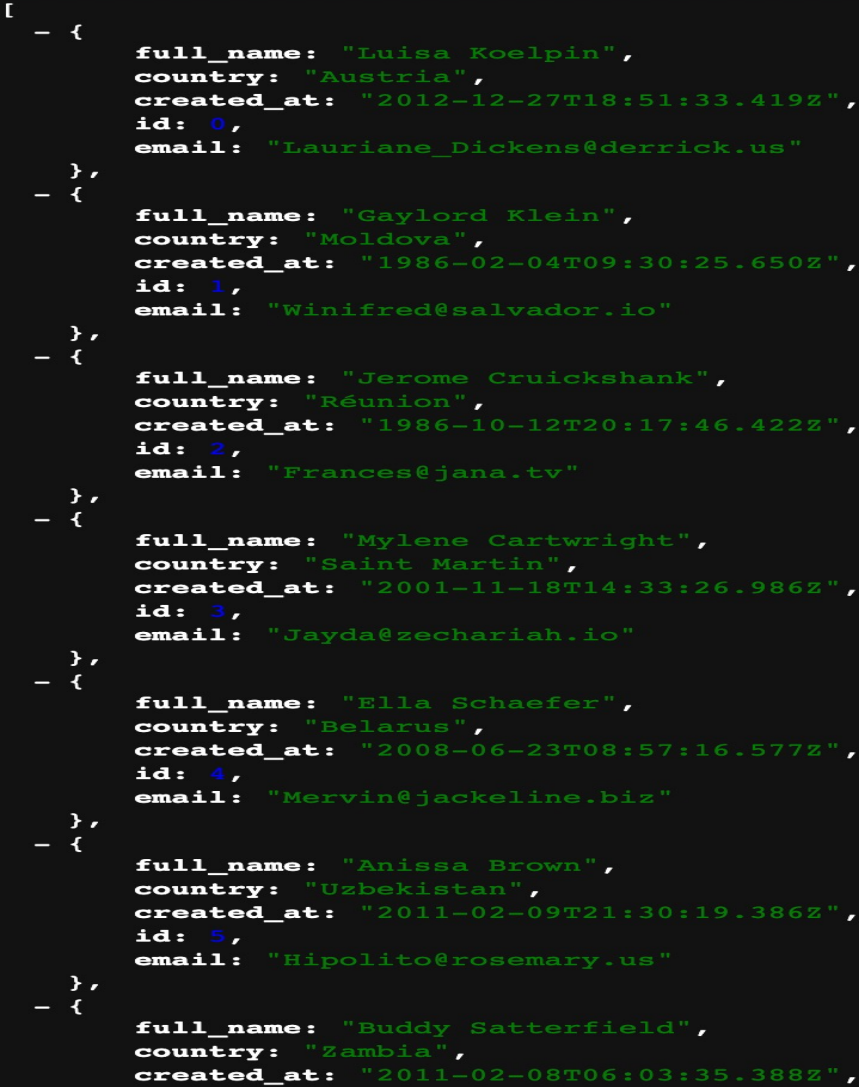 [
– {
full_name: "Luisa Koelpin",
country: "Austria",
created_at: "2012-12-27T18:51:33.419Z",
id: 0,
email: "Lauriane_Dickens@derrick.us"
},
– {
full_name: "Gaylord Klein",
country: "Moldova",
created_at: "1986-02-04T09:30:25.650Z",
id: 1,
email: "Winifred@salvador.io"
},
– {
full_name: "Jerome Cruickshank",
country: "Réunion",
created_at: "1986-10-12T20:17:46.422Z",
id: 2,
email: "Frances@jana.tv"
},
– {
full_name: "Mylene Cartwright",
country: "Saint Martin",
created_at: "2001-11-18T14:33:26.986Z",
id: 3,
email: "Jayda@zechariah.io"
},
– {
full_name: "Ella Schaefer",
country: "Belarus",
created_at: "2008-06-23T08:57:16.577Z",
id: 4,
email: "Mervin@jackeline.biz"
},
– {
full_name: "Anissa Brown",
country: "Uzbekistan",
created_at: "2011-02-09T21:30:19.386Z",
id: 5,
email: "Hipolito@rosemary.us"
},
– {
full_name: "Buddy Satterfield",
country: "Zambia",
created_at: "2011-02-08T06:03:35.388Z",